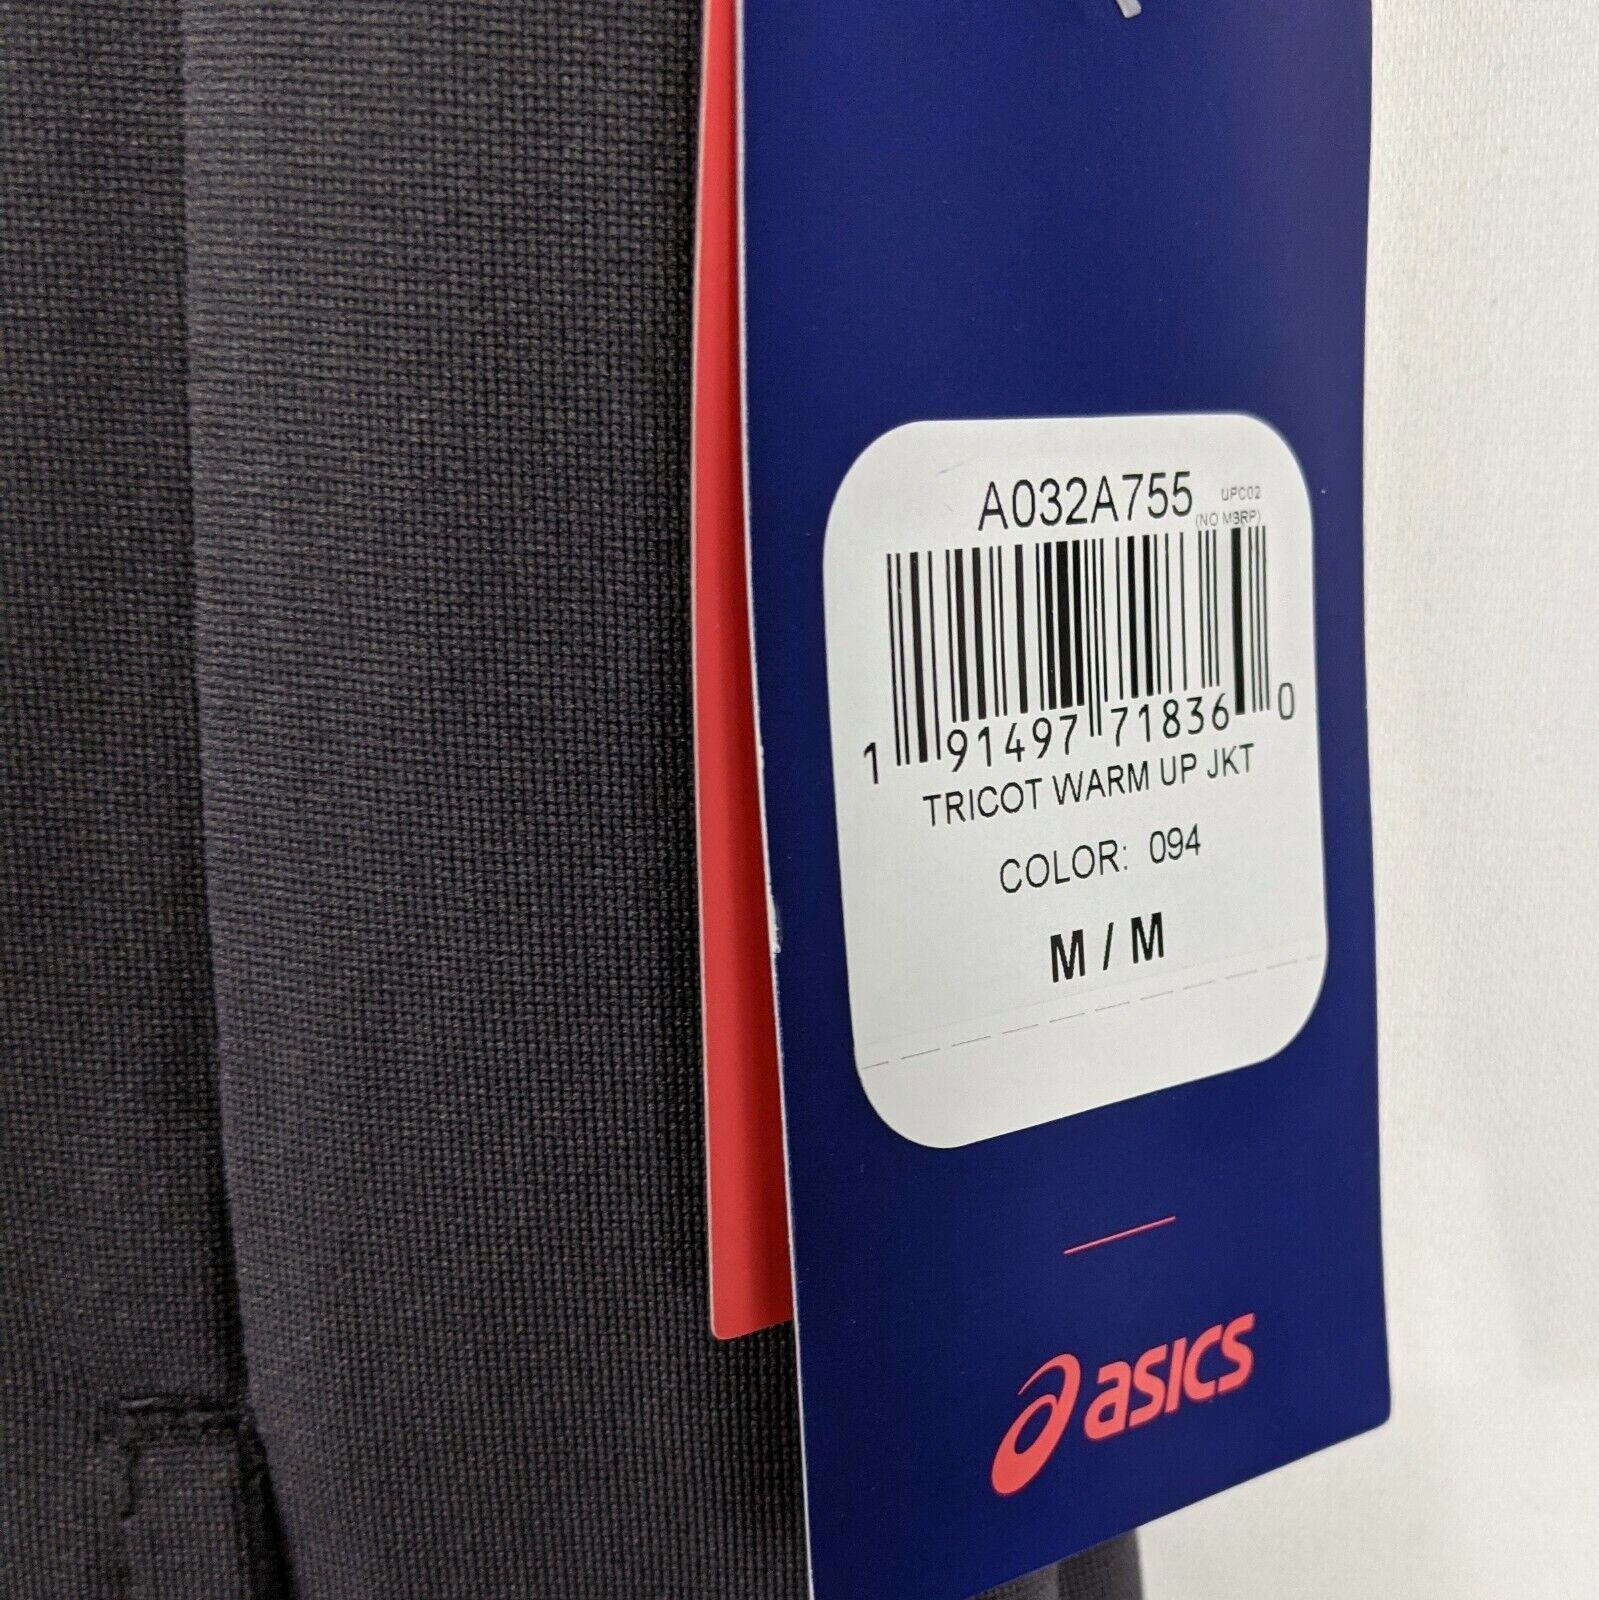 A032A755 UPC02
(NO MSRP)
1 91497 71836 0
TRICOT WARM UP JKT
COLOR: 094
M / M
asics